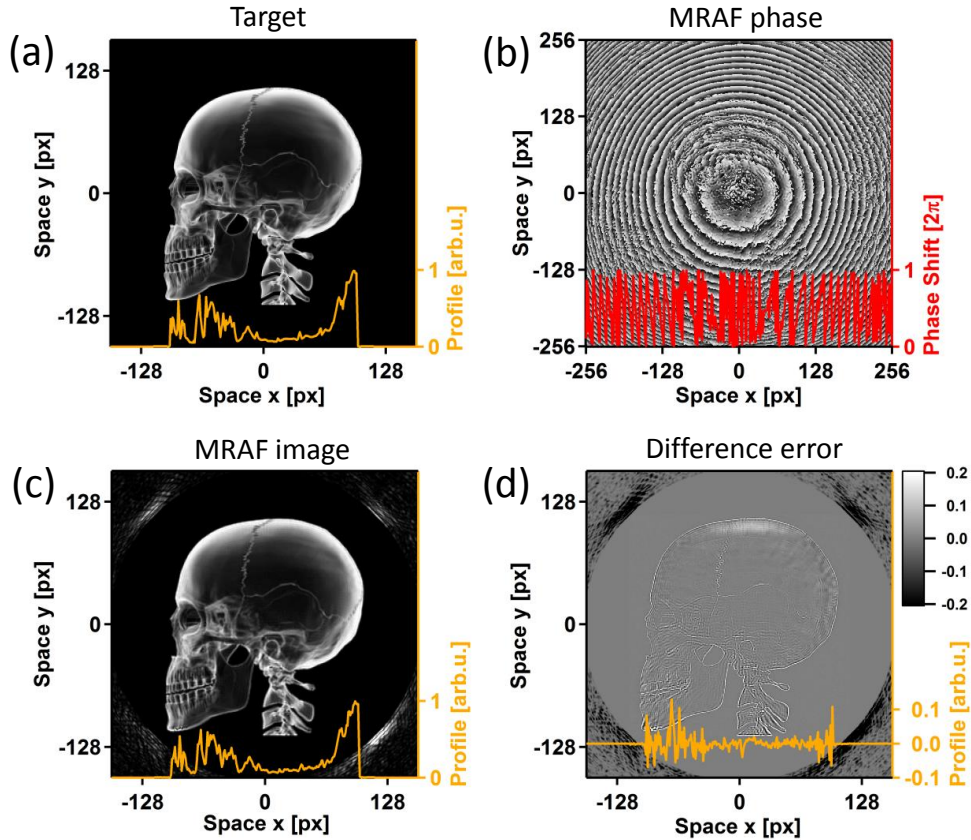 Target
(a)
128
0
-128
Space y [px]
-128
0
128
Space x [px]
1
0
Profile [arb.u.]
MRAF phase
(b)
256
128
0
-128
-256
Space y [px]
-256
-128
0
128
256
Space x [px]
1
0
Phase Shift [2π]
MRAF image
(c)
128
0
-128
Space y [px]
-128
0
128
Space x [px]
1
0
Profile [arb.u.]
Difference error
(d)
128
0
-128
Space y [px]
-128
0
128
Space x [px]
0.2
0.1
0.0
-0.1
-0.2
0.1
0.0
-0.1
Profile [arb.u.]